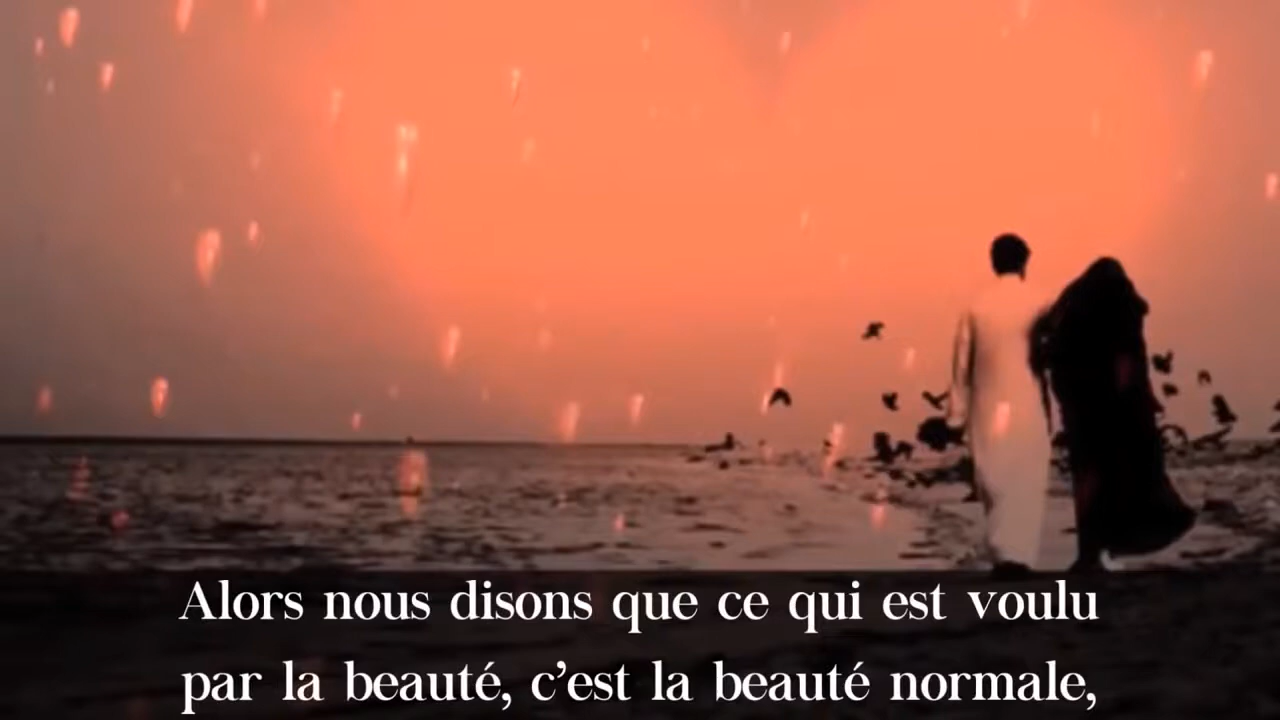 Alors nous disons que ce qui est voulu
par la beauté, c’est la beauté normale,